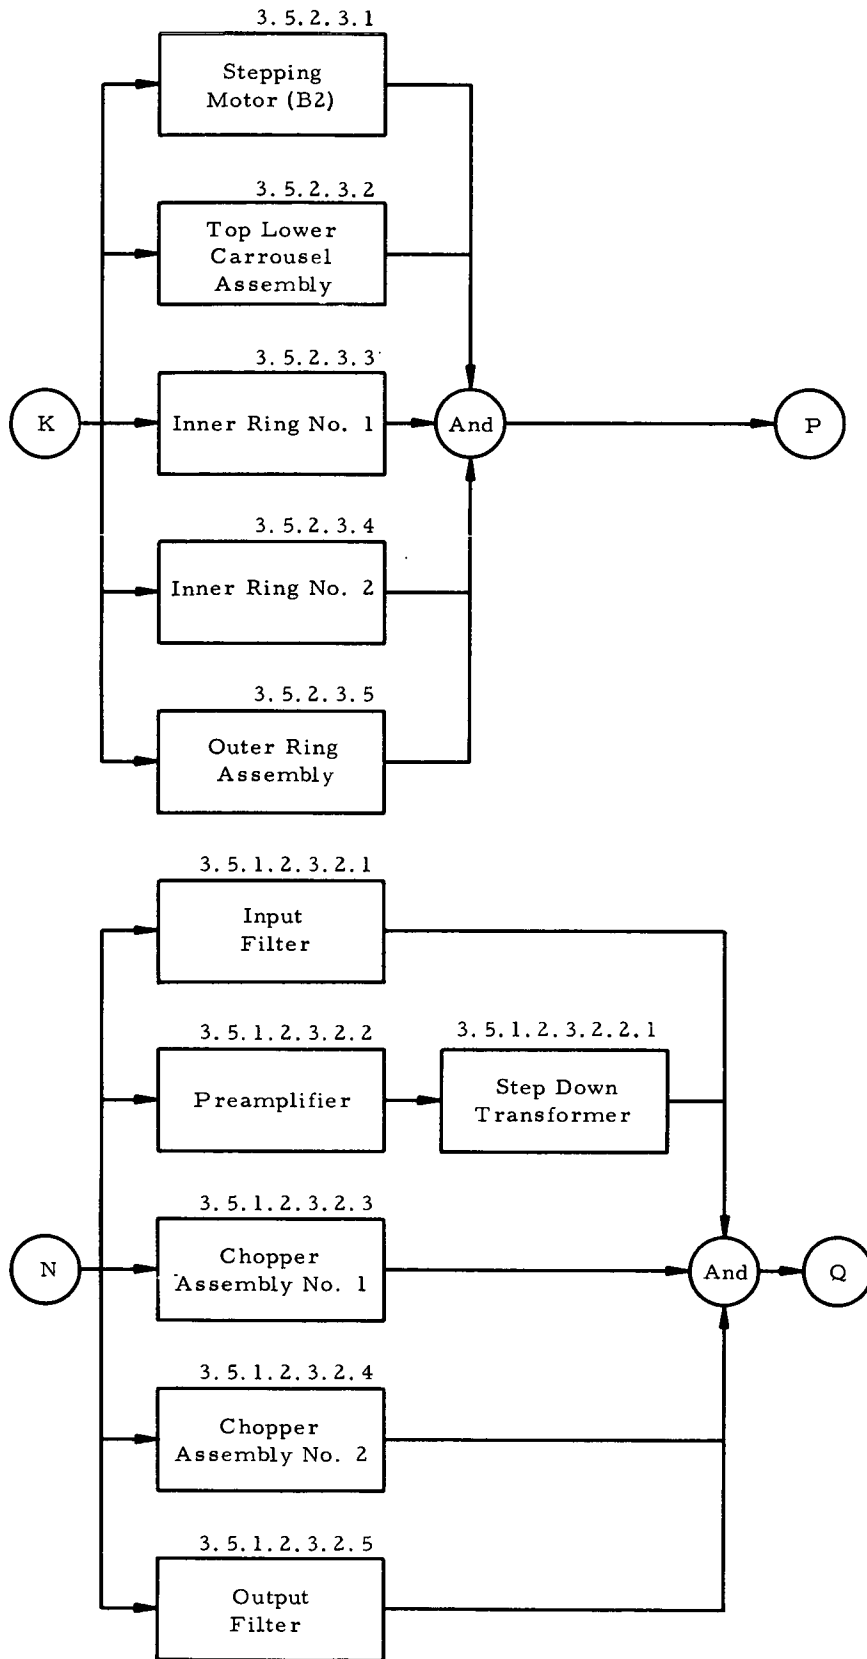 3.5.2.3.1
Stepping
Motor (B2)
3.5.2.3.2
Top Lower
Carrousel
Assembly
3.5.2.3.3
K
Inner Ring No. 1
And
P
3.5.2.3.4
Inner Ring No. 2
3.5.2.3.5
Outer Ring
Assembly
3.5.1.2.3.2.1
Input
Filter
3.5.1.2.3.2.2
3.5.1.2.3.2.2.1
Preamplifier
Step Down
Transformer
3.5.1.2.3.2.3
N
Chopper
Assembly No. 1
And
Q
3.5.1.2.3.2.4
Chopper
Assembly No. 2
3.5.1.2.3.2.5
Output
Filter